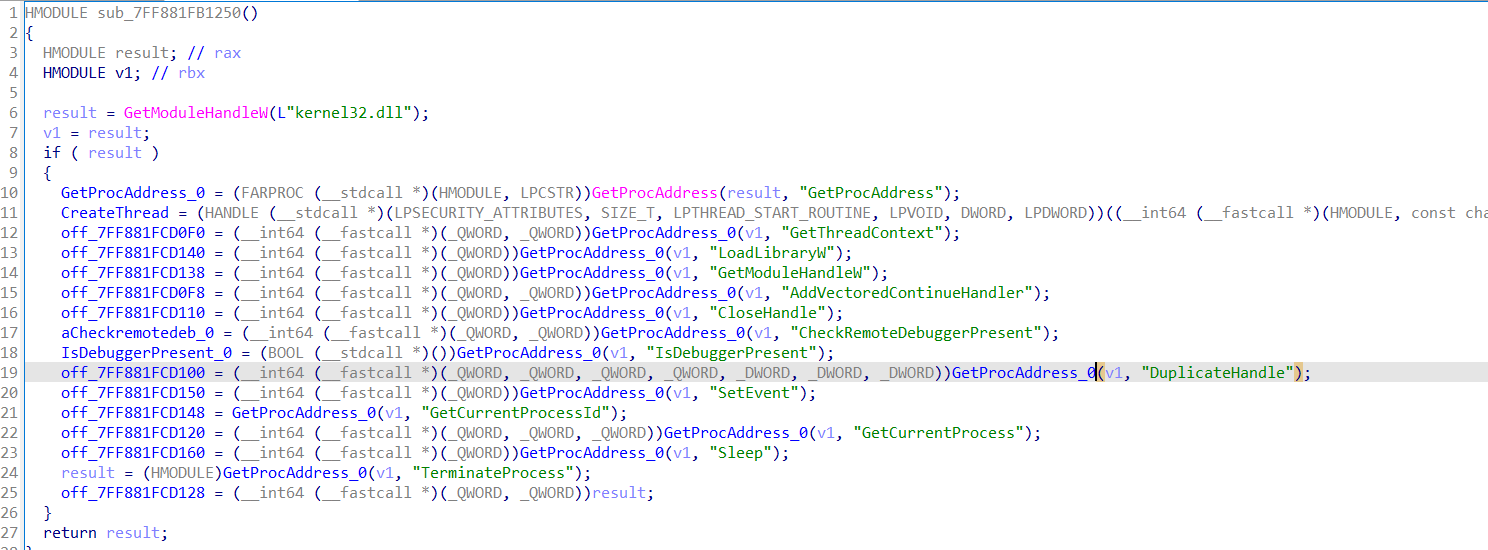 1 HMODULE sub_7FF881FB1250()
2 {
3 HMODULE result; // rax
4 HMODULE v1; // rbx
5
6 result = GetModuleHandleW(L"kernel32.dll");
7 v1 = result;
8 if ( result )
9 {
10 GetProcAddress_0 = (FARPROC (__stdcall *)(HMODULE, LPCSTR))GetProcAddress(result, "GetProcAddress");
11 CreateThread = (HANDLE (__stdcall *)(LPSECURITY_ATTRIBUTES, SIZE_T, LPTHREAD_START_ROUTINE, LPVOID, DWORD, LPDWORD))((__int64 (__fastcall *)(HMODULE, const cha
12 off_7FF881FCD0F0 = (__int64 (__fastcall *)(_QWORD, _QWORD))GetProcAddress_0(v1, "GetThreadContext");
13 off_7FF881FCD140 = (__int64 (__fastcall *)(_QWORD))GetProcAddress_0(v1, "LoadLibraryW");
14 off_7FF881FCD138 = (__int64 (__fastcall *)(_QWORD))GetProcAddress_0(v1, "GetModuleHandleW");
15 off_7FF881FCD0F8 = (__int64 (__fastcall *)(_QWORD, _QWORD))GetProcAddress_0(v1, "AddVectoredContinueHandler");
16 off_7FF881FCD110 = (__int64 (__fastcall *)(_QWORD))GetProcAddress_0(v1, "CloseHandle");
17 aCheckremotedeb_0 = (__int64 (__fastcall *)(_QWORD, _QWORD))GetProcAddress_0(v1, "CheckRemoteDebuggerPresent");
18 IsDebuggerPresent_0 = (BOOL (__stdcall *)())GetProcAddress_0(v1, "IsDebuggerPresent");
19 off_7FF881FCD100 = (__int64 (__fastcall *)(_QWORD, _QWORD, _QWORD, _QWORD, _DWORD, _DWORD, _DWORD))GetProcAddress_0(v1, "DuplicateHandle");
20 off_7FF881FCD150 = (__int64 (__fastcall *)(_QWORD))GetProcAddress_0(v1, "SetEvent");
21 off_7FF881FCD148 = GetProcAddress_0(v1, "GetCurrentProcessId");
22 off_7FF881FCD120 = (__int64 (__fastcall *)(_QWORD, _QWORD, _QWORD))GetProcAddress_0(v1, "GetCurrentProcess");
23 off_7FF881FCD160 = (__int64 (__fastcall *)(_QWORD))GetProcAddress_0(v1, "Sleep");
24 result = (HMODULE)GetProcAddress_0(v1, "TerminateProcess");
25 off_7FF881FCD128 = (__int64 (__fastcall *)(_QWORD, _QWORD))result;
26 }
27 return result;